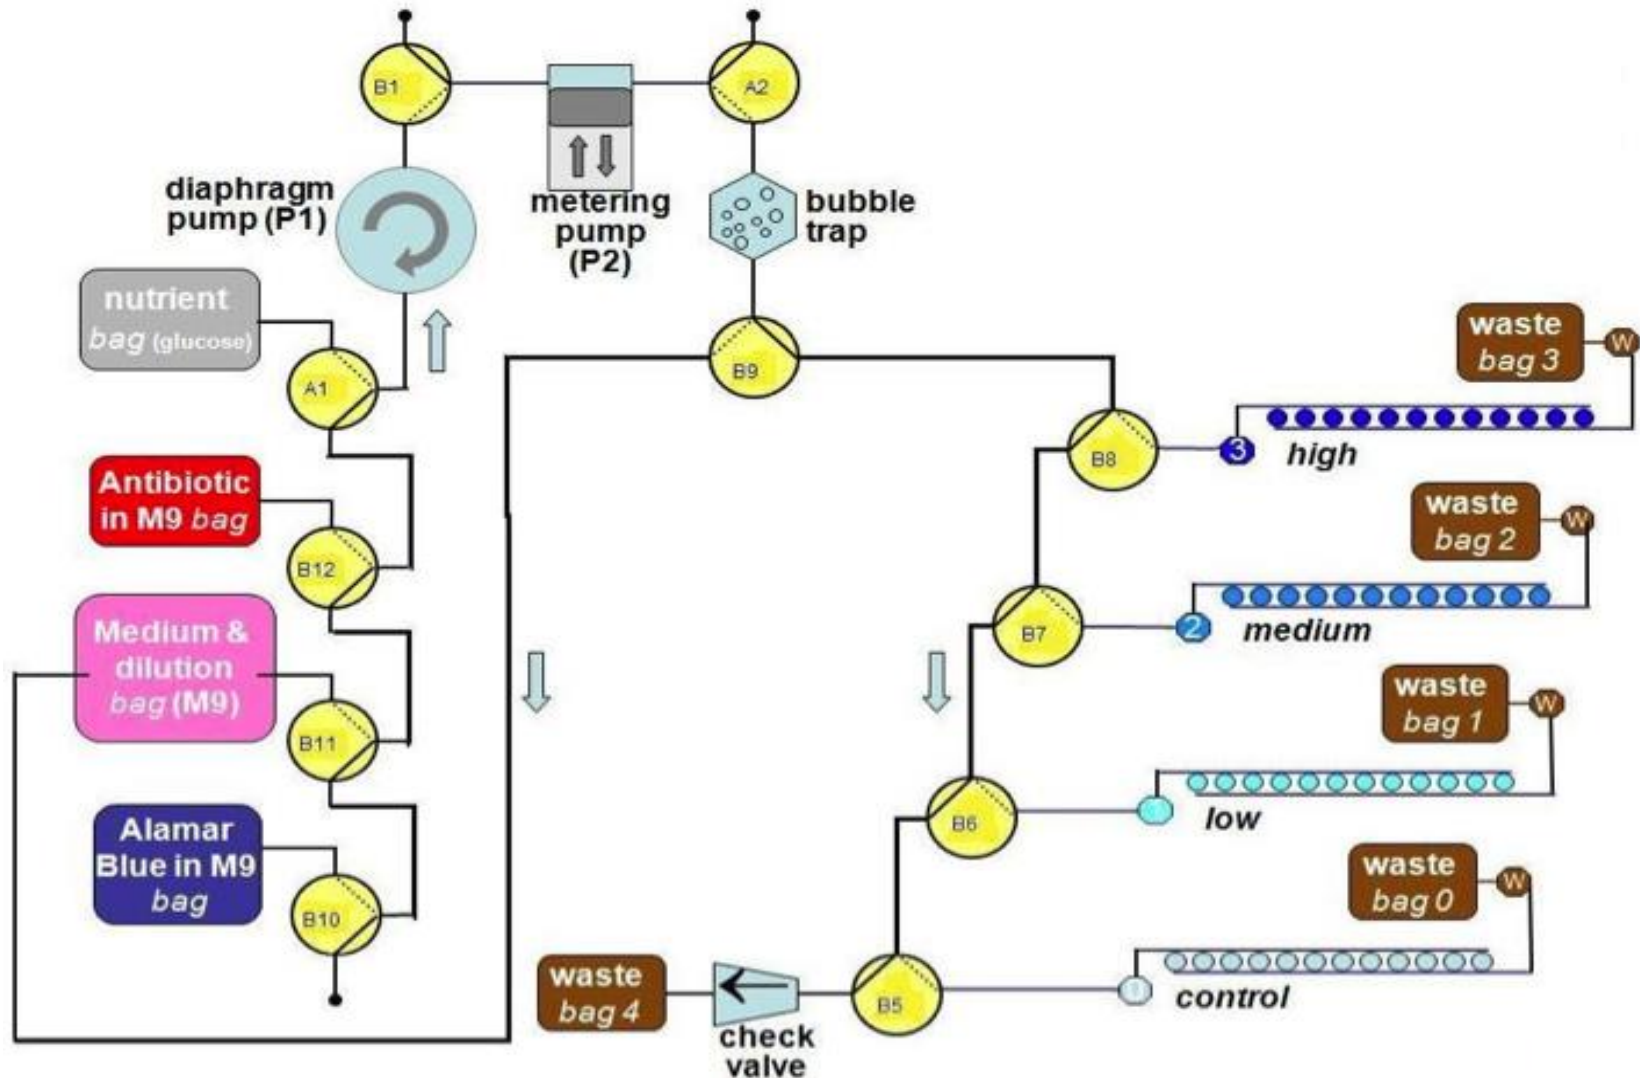 B1
A2
diaphragm
pump (P1)
metering
pump
(P2)
bubble
trap
nutrient
bag (glucose)
A1
B9
waste
bag 3
W
B8
3
high
Antibiotic
in M9 bag
B12
waste
bag 2
W
B7
2
medium
Medium &
dilution
bag (M9)
B11
waste
bag 1
W
B6
low
Alamar
Blue in M9
bag
B10
waste
bag 0
W
waste
bag 4
check
valve
B5
control